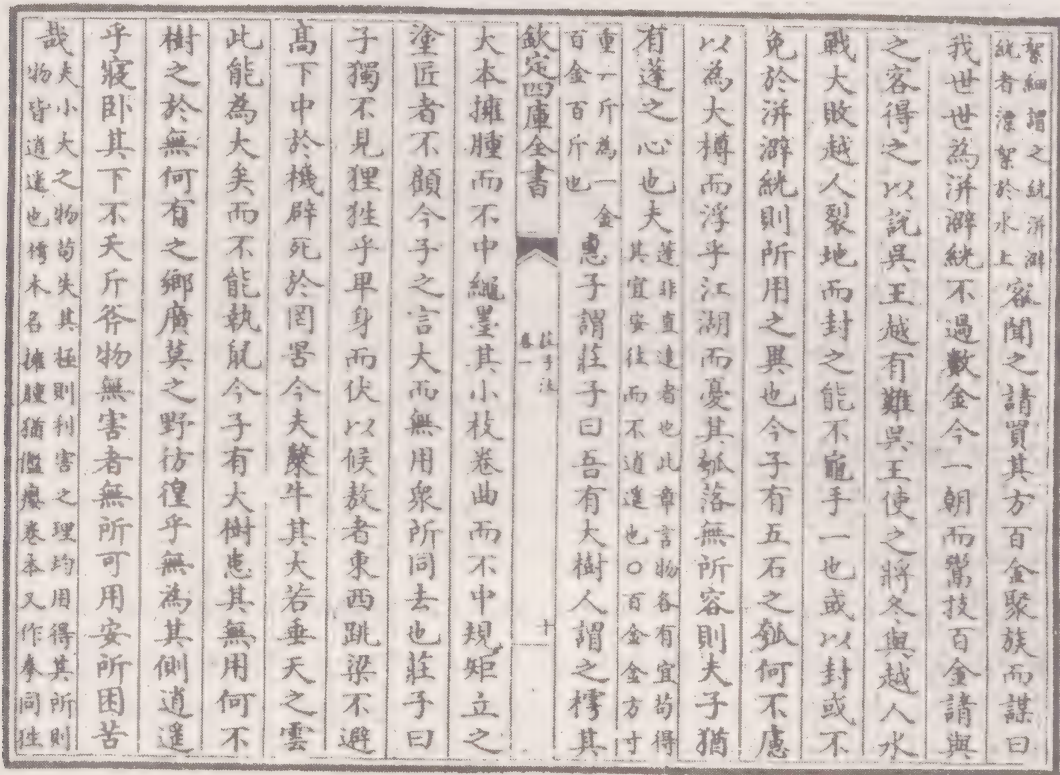 絮細謂之絖洴澼
絖者漂絮於水上
客聞之請買其方百金聚族而謀曰
我世世為洴澼絖不過數金今一朝而鬻技百金請與
之客得之以說吳王越有難吳王使之將冬與越人水
戰大敗越人裂地而封之能不龜手一也或以封或不
免於洴澼絖則所用之異也今子有五石之瓠何不慮
以為大樽而浮乎江湖而憂其瓠落無所容則夫子猶
有蓬之心也夫
蓬非直達者也此章言物各有宜苟得
其宜安往而不逍遙也○百金金方寸
重一斤為一金
百金百斤也
惠子謂莊子曰吾有大樹人謂之樗其
欽定四庫全書
莊子注
卷一
十
大本擁腫而不中繩墨其小枝卷曲而不中規矩立之
塗匠者不顧今子之言大而無用衆所同去也莊子曰
子獨不見狸狌乎卑身而伏以候敖者東西跳梁不避
髙下中於機辟死於罔罟今夫斄牛其大若垂天之雲
此能為大矣而不能執鼠今子有大樹患其無用何不
樹之於無何有之鄉廣莫之野彷徨乎無為其側逍遥
乎寢卧其下不夭斤斧物無害者無所可用安所困苦
哉
夫小大之物苟失其極則利害之理均用得其所則
物皆逍遥也樗木名擁腫猶盤癭卷本又作拳同狌